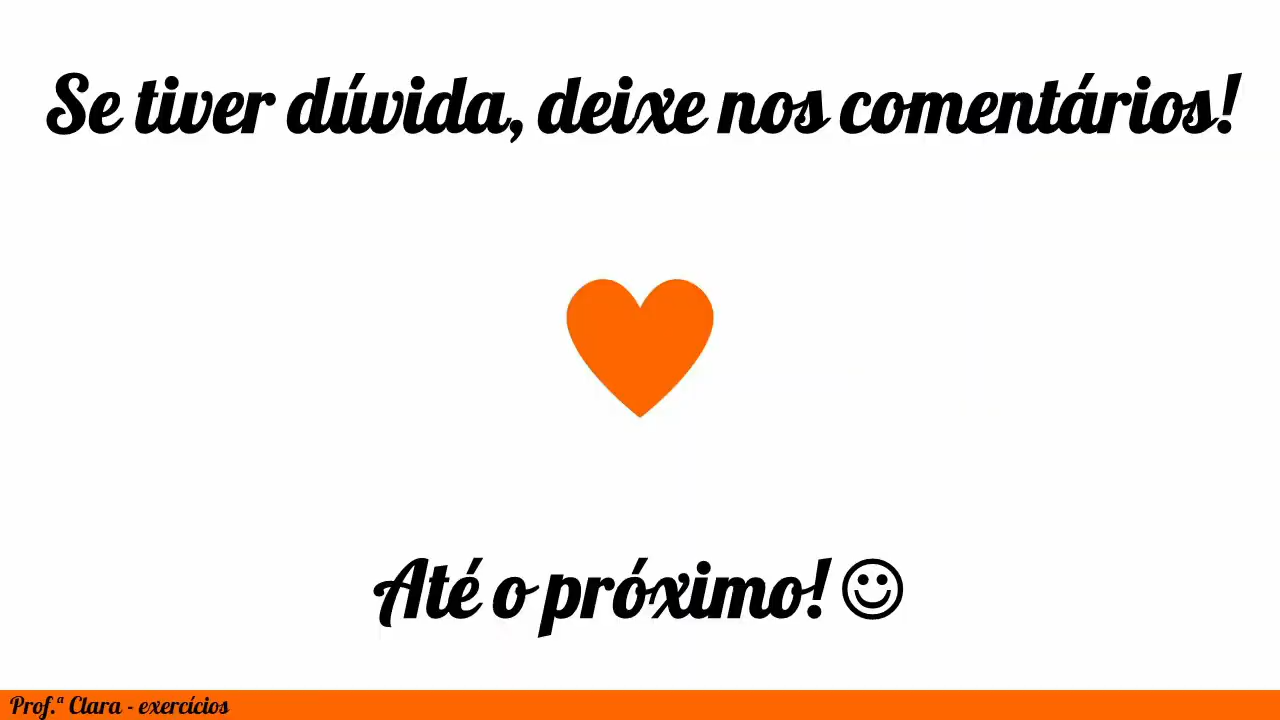 Se tiver dúvida, deixe nos comentários!
Até o próximo! ☺
Prof.ª Clara - exercícios